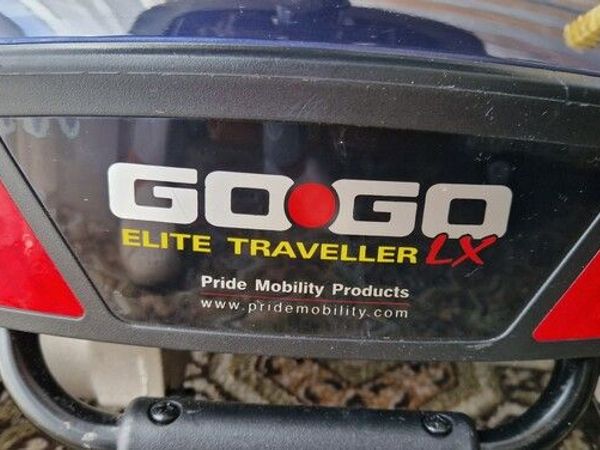 GO•GO
ELITE TRAVELLER LX
Pride Mobility Products
www.pridemobility.com